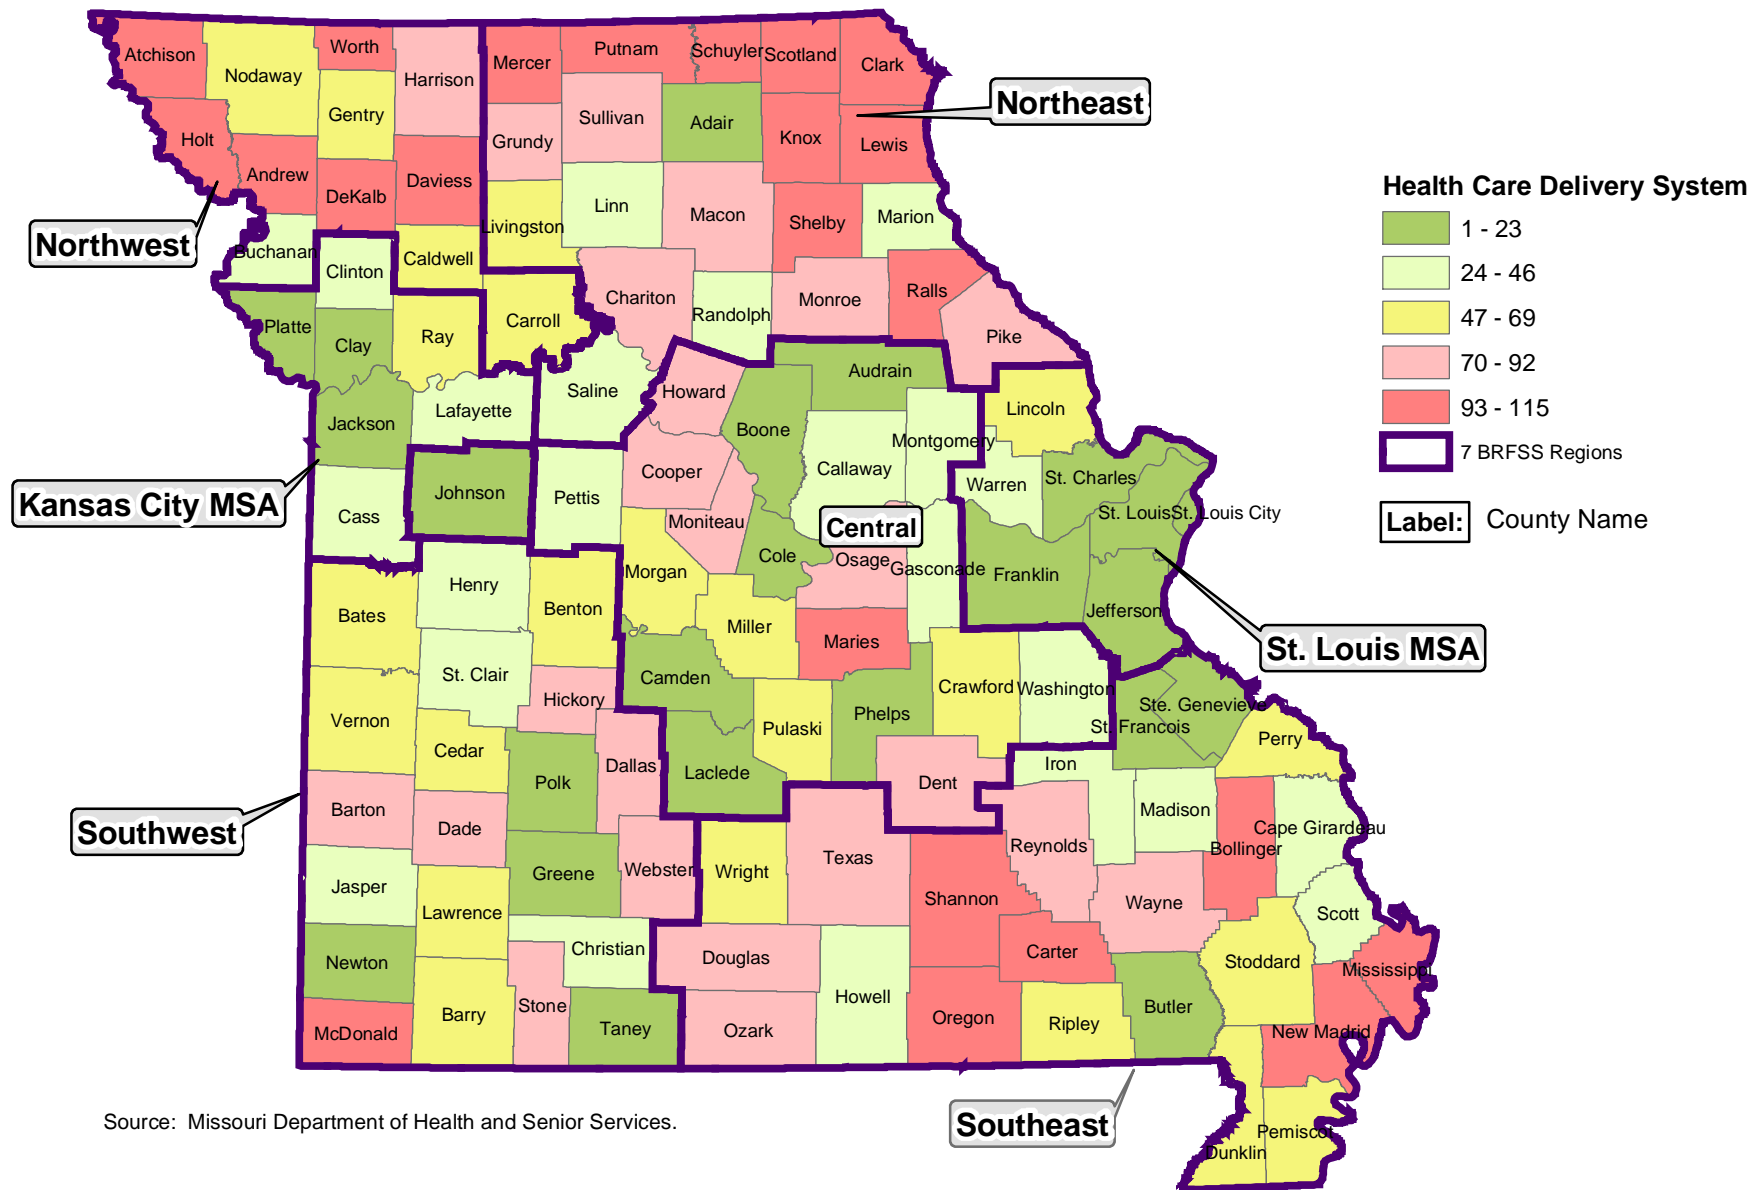 Atchison
Nodaway
Worth
Harrison
Mercer
Putnam
Schuyler
Scotland
Clark
Gentry
Northeast
Holt
Andrew
DeKalb
Daviess
Grundy
Sullivan
Adair
Knox
Lewis
Health Care Delivery System
1 - 23
24 - 46
47 - 69
70 - 92
93 - 115
7 BRFSS Regions
Label: County Name
Northwest
Buchanan
Clinton
Caldwell
Livingston
Linn
Macon
Shelby
Marion
Platte
Clay
Ray
Carroll
Chariton
Randolph
Monroe
Ralls
Pike
Jackson
Lafayette
Saline
Howard
Boone
Audrain
Montgomery
Lincoln
Kansas City MSA
Johnson
Pettis
Cooper
Callaway
Warren
St. Charles
Cass
Moniteau
Central
St. Louis
St. Louis City
Henry
Benton
Morgan
Cole
Osage
Gasconade
Franklin
Jefferson
Bates
Miller
Maries
St. Louis MSA
St. Clair
Hickory
Camden
Crawford
Washington
Ste. Genevieve
Vernon
Cedar
Pulaski
Phelps
St. Francois
Perry
Polk
Dallas
Laclede
Dent
Iron
Southwest
Barton
Dade
Madison
Cape Girardeau
Bollinger
Reynolds
Jasper
Greene
Webster
Wright
Texas
Shannon
Wayne
Scott
Lawrence
Christian
Newton
Douglas
Carter
Stoddard
Mississippi
Barry
Stone
Taney
Howell
Butler
McDonald
Ozark
Oregon
Ripley
New Madrid
Source: Missouri Department of Health and Senior Services.
Southeast
Pemiscot
Dunklin